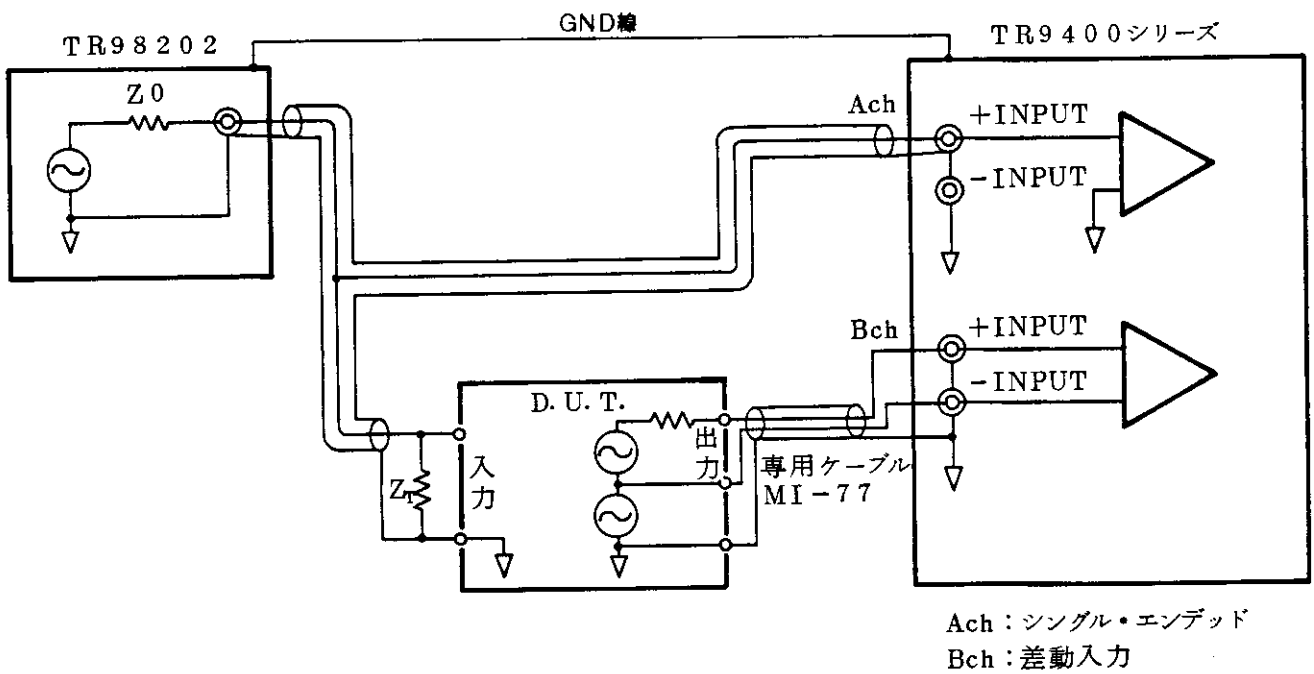 GND線
TR98202
TR9400シリーズ
Z0
Ach
+INPUT
-INPUT
Bch
+INPUT
-INPUT
D.U.T.
入力
出力
ZT
専用ケーブル
MI-77
Ach：シングル・エンデッド
Bch：差動入力